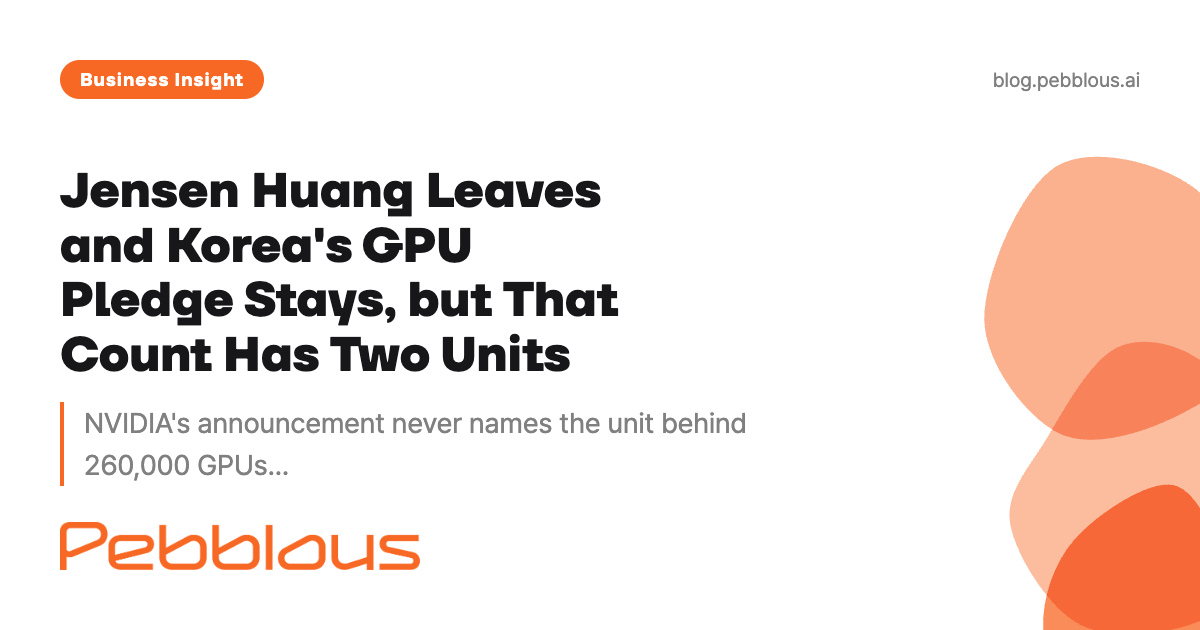 Business Insight
blog.pebblous.ai
Jensen Huang Leaves
and Korea's GPU
Pledge Stays, but That
Count Has Two Units
NVIDIA's announcement never names the unit behind
260,000 GPUs...
Pebblous